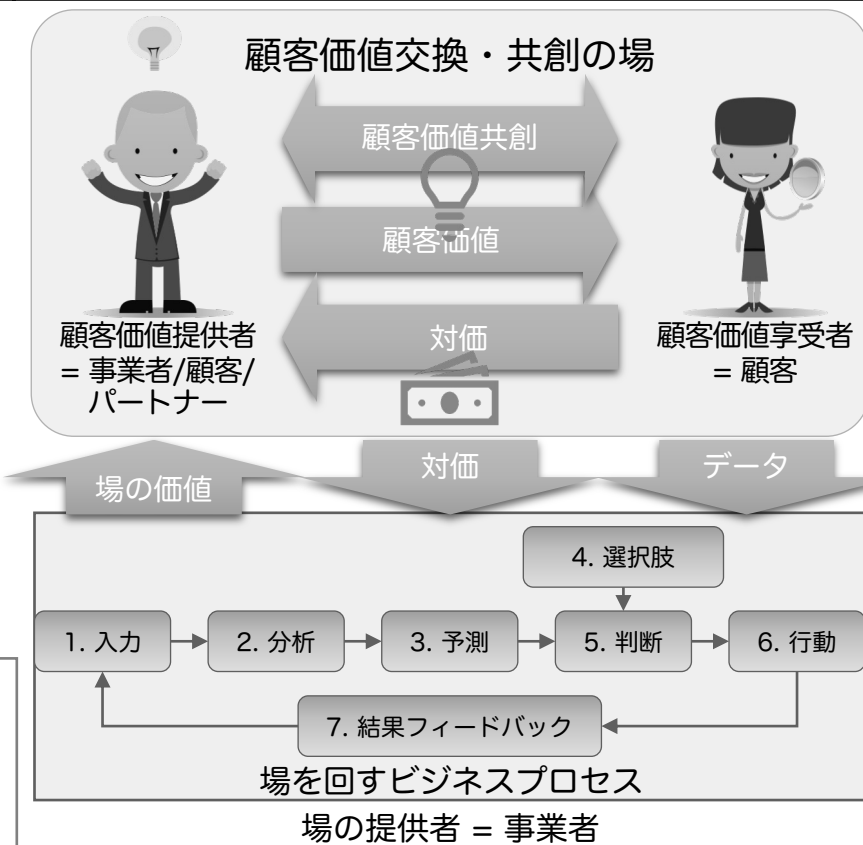 顧客価値交換・共創の場
顧客価値共創
顧客価値
対価
顧客価値提供者
= 事業者/顧客/
パートナー
顧客価値享受者
= 顧客
場の価値
対価
データ
4. 選択肢
1. 入力
2. 分析
3. 予測
5. 判断
6. 行動
7. 結果フィードバック
場を回すビジネスプロセス
場の提供者 = 事業者